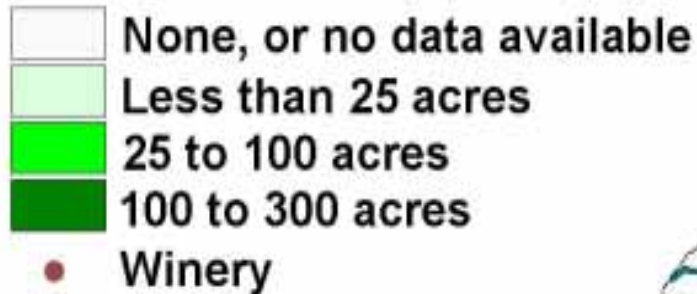 None, or no data available
Less than 25 acres
25 to 100 acres
100 to 300 acres
Winery